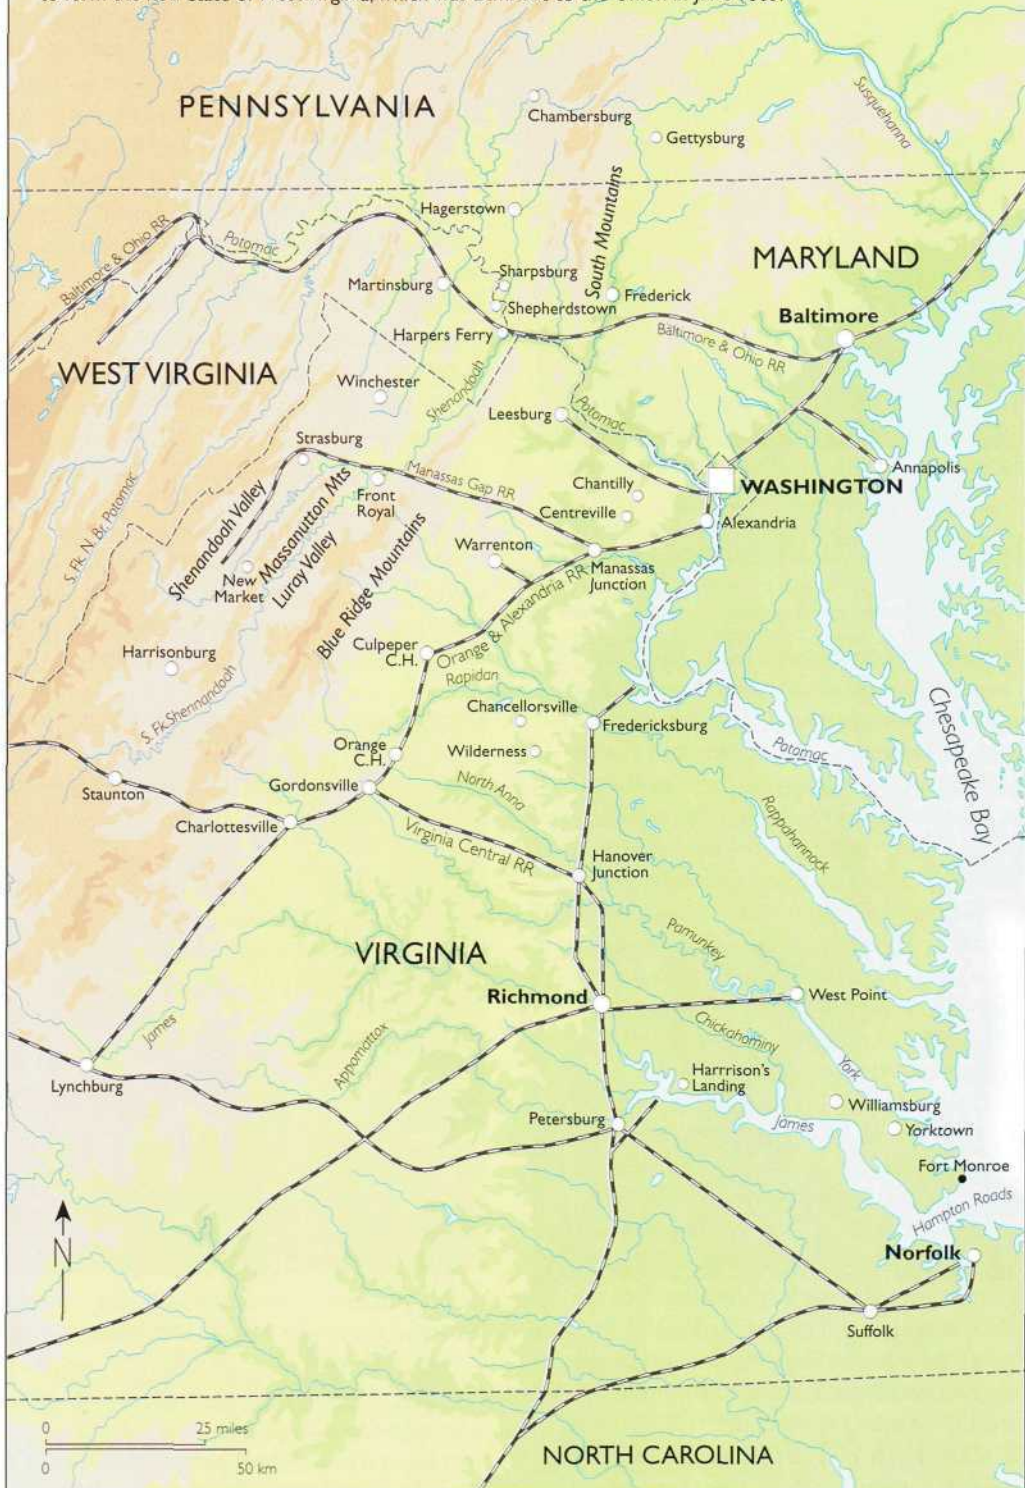 PENNSYLVANIA
Chambersburg
Gettysburg
Susquehanna
Hagerstown
South Mountains
Baltimore & Ohio RR
Potomac
MARYLAND
Sharpsburg
Martinsburg
Shepherdstown
Frederick
Baltimore
Harpers Ferry
Baltimore & Ohio RR
WEST VIRGINIA
Winchester
Shenandoah
Leesburg
Potomac
Strasburg
Manassas Gap RR
Annapolis
Chantilly
WASHINGTON
Front
Royal
Centreville
Alexandria
S. Fk. N. Br. Potomac
Shenandoah Valley
Massanutton Mts
Luray Valley
Blue Ridge Mountains
Warrenton
New
Market
Manassas
Junction
Orange & Alexandria RR
Harrisonburg
Culpeper
C.H.
Rapidan
S. Fk.Shennandoah
Chancellorsville
Fredericksburg
Chesapeake Bay
Orange
C.H.
Wilderness
Potomac
Staunton
Gordonsville
North Anna
Rappahannock
Charlottesville
Virginia Central RR
Hanover
Junction
VIRGINIA
Pamunkey
Richmond
West Point
James
Appomattox
Chickahominy
York
Lynchburg
Harrrison's
Landing
Williamsburg
Petersburg
James
Yorktown
Fort Monroe
Hampton Roads
N
Norfolk
Suffolk
0
25 miles
0
50 km
NORTH CAROLINA